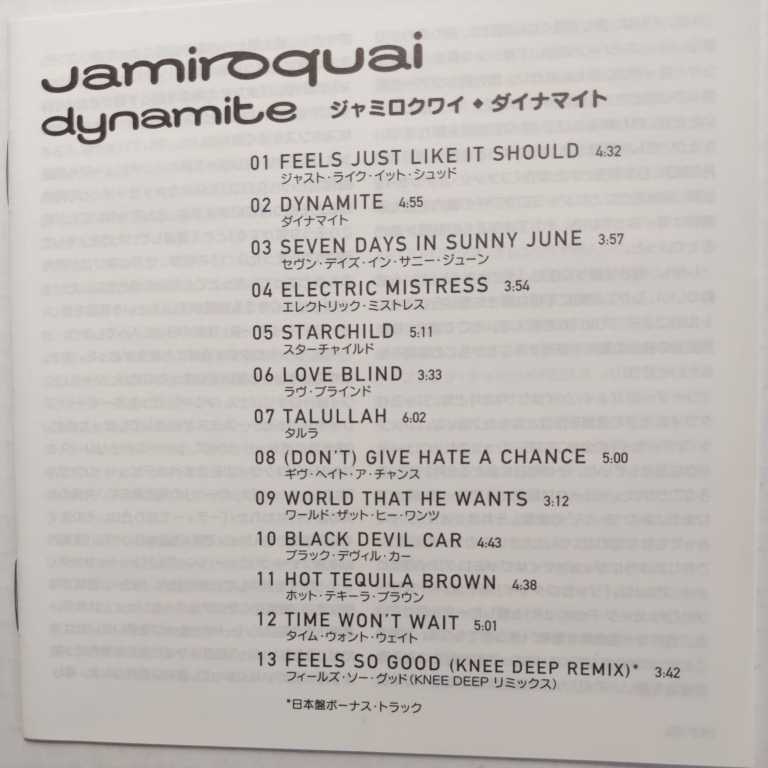 Jamiroquai
dynamite ジャミロクワイ ◆ ダイナマイト
01 FEELS JUST LIKE IT SHOULD 4:32
ジャスト・ライク・イット・シュッド
02 DYNAMITE 4:55
ダイナマイト
03 SEVEN DAYS IN SUNNY JUNE 3:57
セヴン・デイズ・イン・サニー・ジューン
04 ELECTRIC MISTRESS 3:54
エレクトリック・ミストレス
05 STARCHILD 5:11
スターチャイルド
06 LOVE BLIND 3:33
ラヴ・ブラインド
07 TALULLAH 6.02
タルラ
08 (DON'T) GIVE HATE A CHANCE 5:00
ギヴ・ヘイト・ア・チャンス
09 WORLD THAT HE WANTS 3:12
ワールド・ザット・ヒー・ワンツ
10 BLACK DEVIL CAR 4:43
ブラック・デヴィル・カー
11 HOT TEQUILA BROWN 4:38
ホット・テキーラ・ブラウン
12 TIME WON'T WAIT 5:01
タイム・ウォント・ウェイト
13 FEELS SO GOOD (KNEE DEEP REMIX)* 3:42
フィールズ・ソー・グッド(KNEE DEEP リミックス)
*日本盤ボーナス・トラック